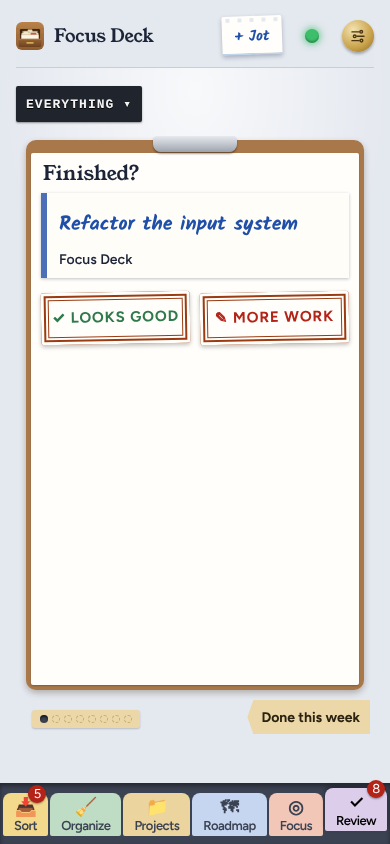 Focus Deck
+ Jot
EVERYTHING ▾
Finished?
Refactor the input system
Focus Deck
✔ LOOKS GOOD
✎ MORE WORK
Done this week
5
8
Sort
Organize
Projects
Roadmap
Focus
Review